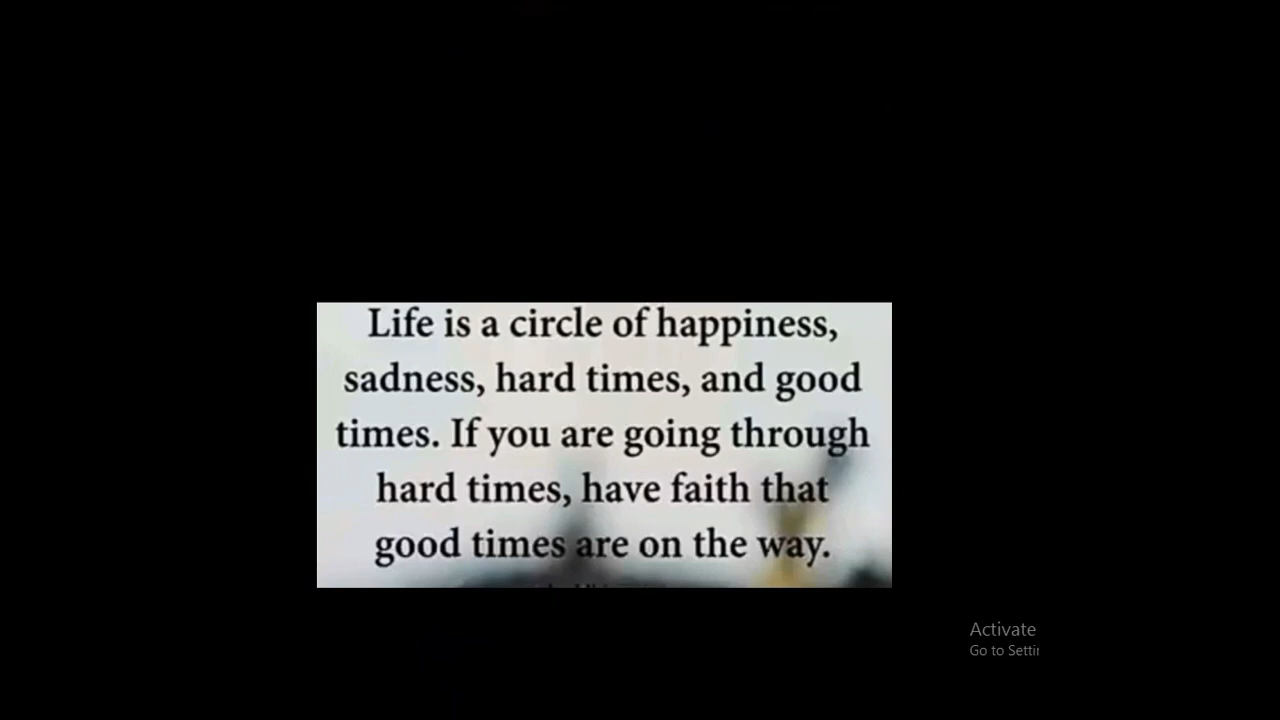 Life is a circle of happiness,
sadness, hard times, and good
times. If you are going through
hard times, have faith that
good times are on the way.
Activate
Go to